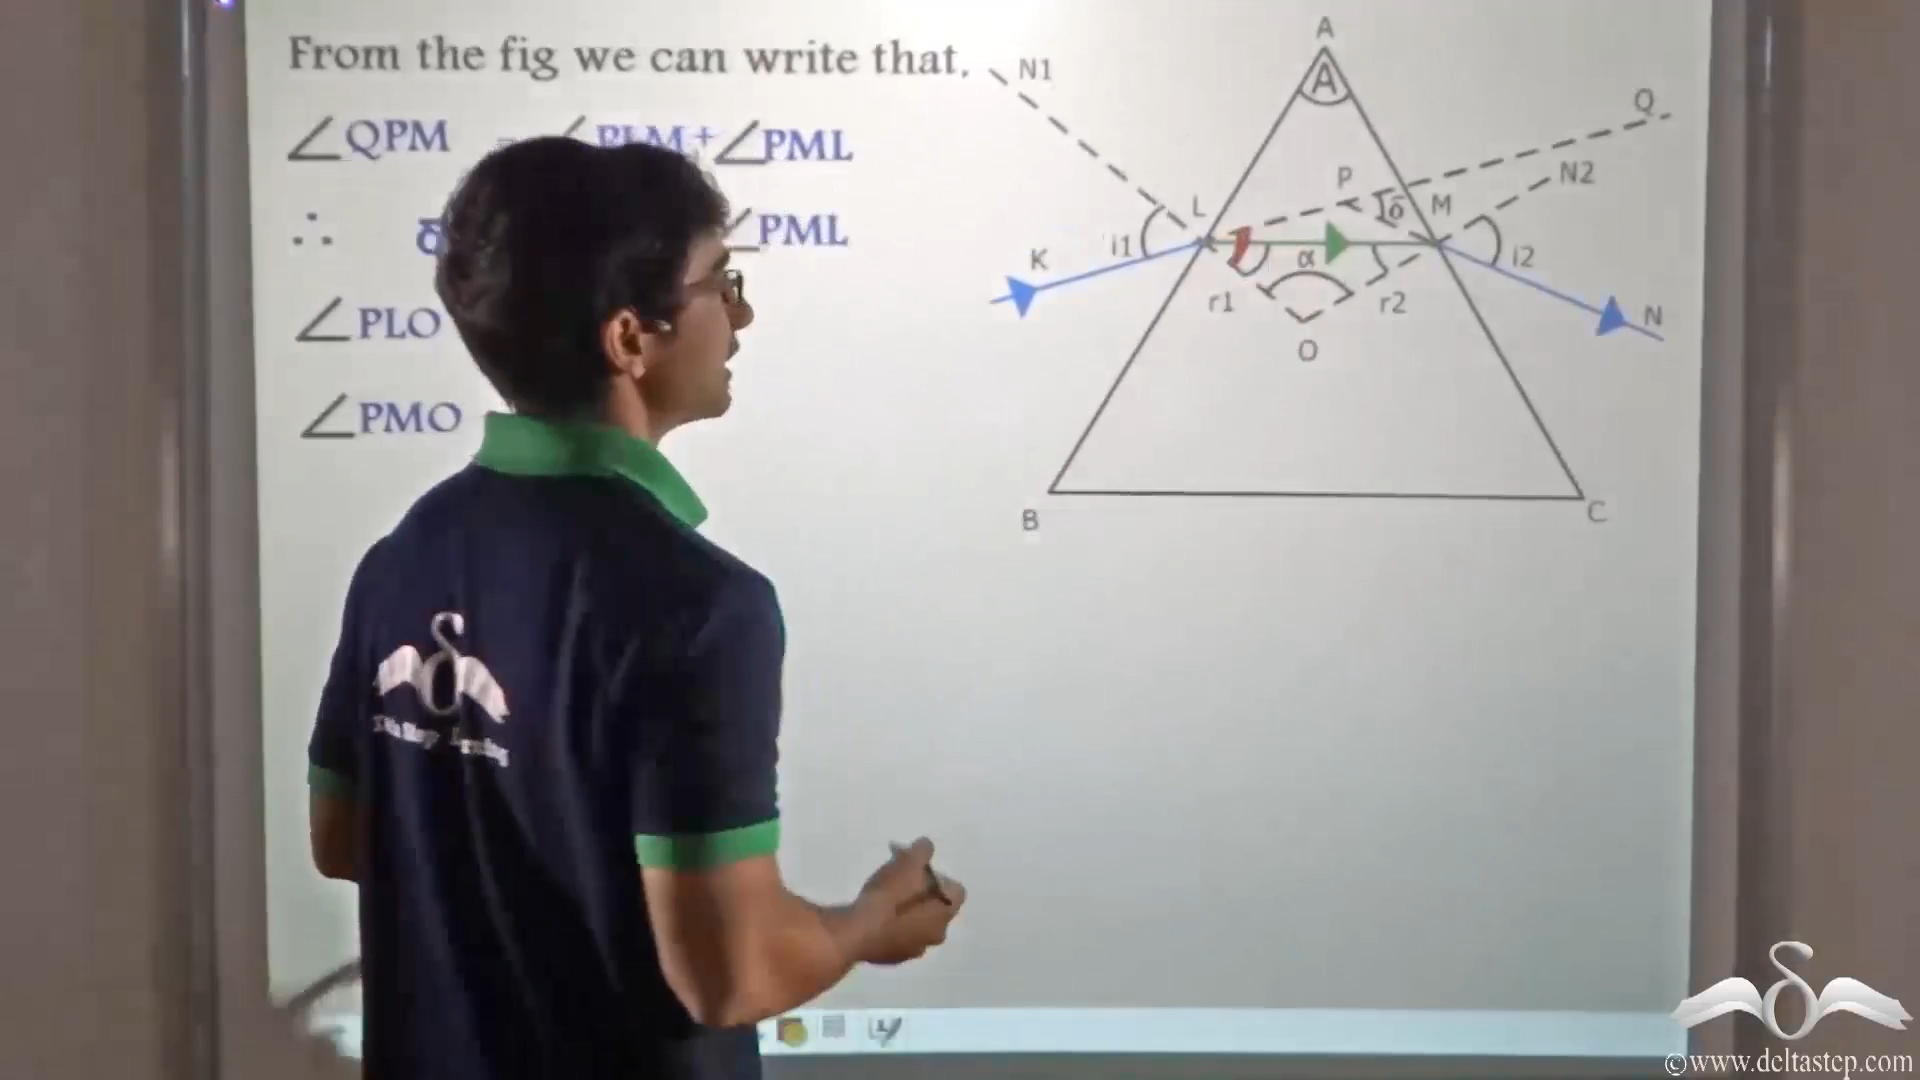 From the fig we can write that,
∠QPM = ∠PLM + ∠PML
∴ δ ∠PML
∠PLO
∠PMO
A
A
N1
Q
N2
P
L
δ
M
i1
K
α
i2
r1
r2
N
O
B
C
©www.deltastep.com